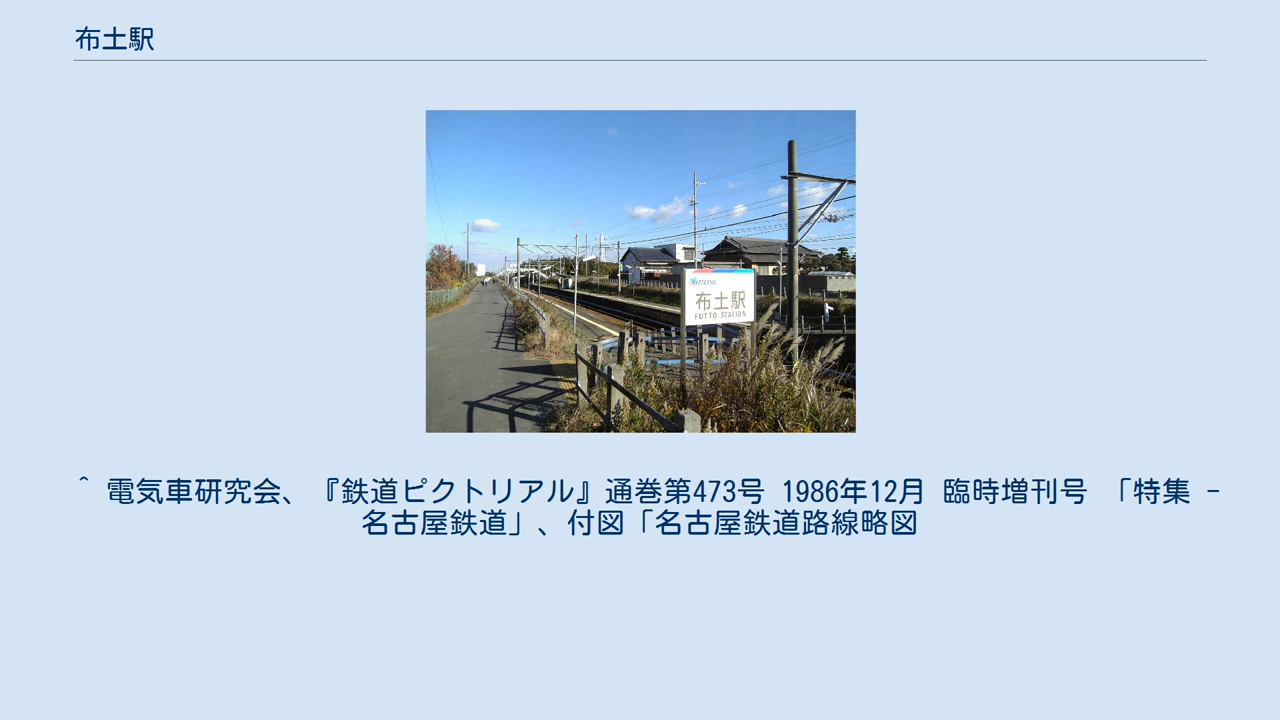 布土駅
布土駅
FUTTO STATION
^ 電気車研究会、『鉄道ピクトリアル』通巻第473号 1986年12月 臨時増刊号 「特集 -
名古屋鉄道」、付図「名古屋鉄道路線略図